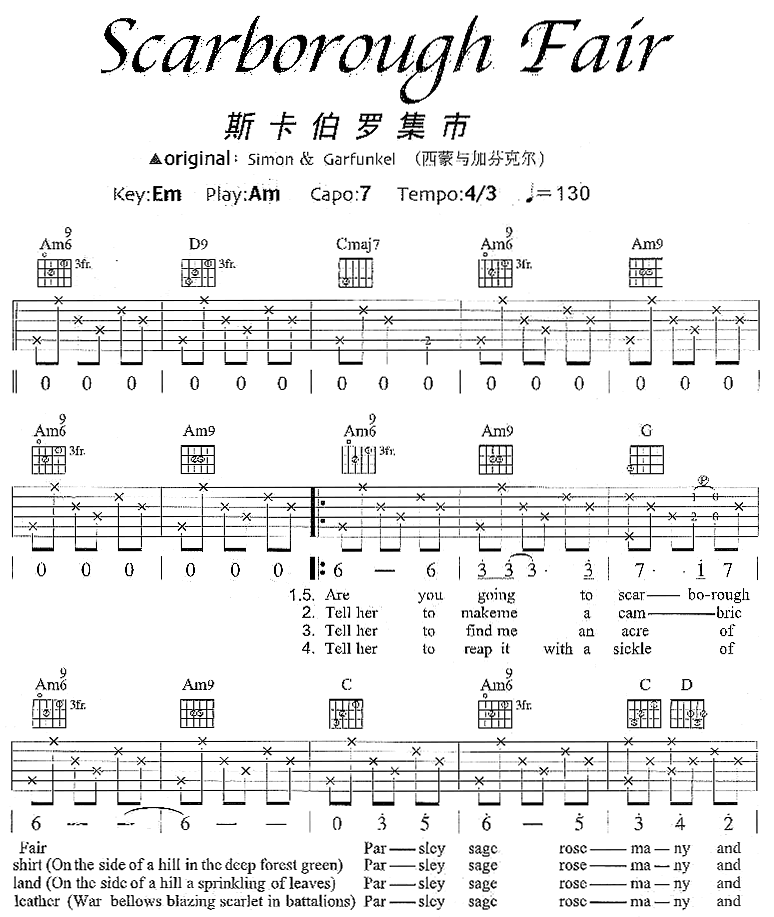 Scarborough Fair
斯卡伯罗集市
▲original: Simon & Garfunkel （西蒙与加芬克尔）
Key:Em Play:Am Capo:7 Tempo:4/3 ♩=130
9 9
Am6 D9 Cmaj7 Am6 Am9
3fr. 3fr. 3fr.
2
0 0 0 | 0 0 0 | 0 0 0 | 0 0 0 | 0 0 0
9 9
Am6 Am9 Am6 Am9 G
3fr. 3fr.
P
1 0
2 0
0 0 0 | 0 0 0 |: 6 — 6 | 3 3 3 · 3 | 7 · 1 7
1.5. Are you going to scar— bo-rough
2. Tell her to makeme a cam———bric
3. Tell her to find me an acre of
4. Tell her to reap it with a sickle of
9 9
Am6 Am9 C Am6 C D
3fr. 3fr.
6 — — | 6 — — | 0 3 5 | 6 — 5 | 3 4 2
Fair Par—sley sage rose——ma—ny and
shirt (On the side of a hill in the deep forest green) Par—sley sage rose——ma—ny and
land (On the side of a hill a sprinkling of leaves) Par—sley sage rose——ma—ny and
leather (War bellows blazing scarlet in battalions) Par—sley sage rose——ma—ny and